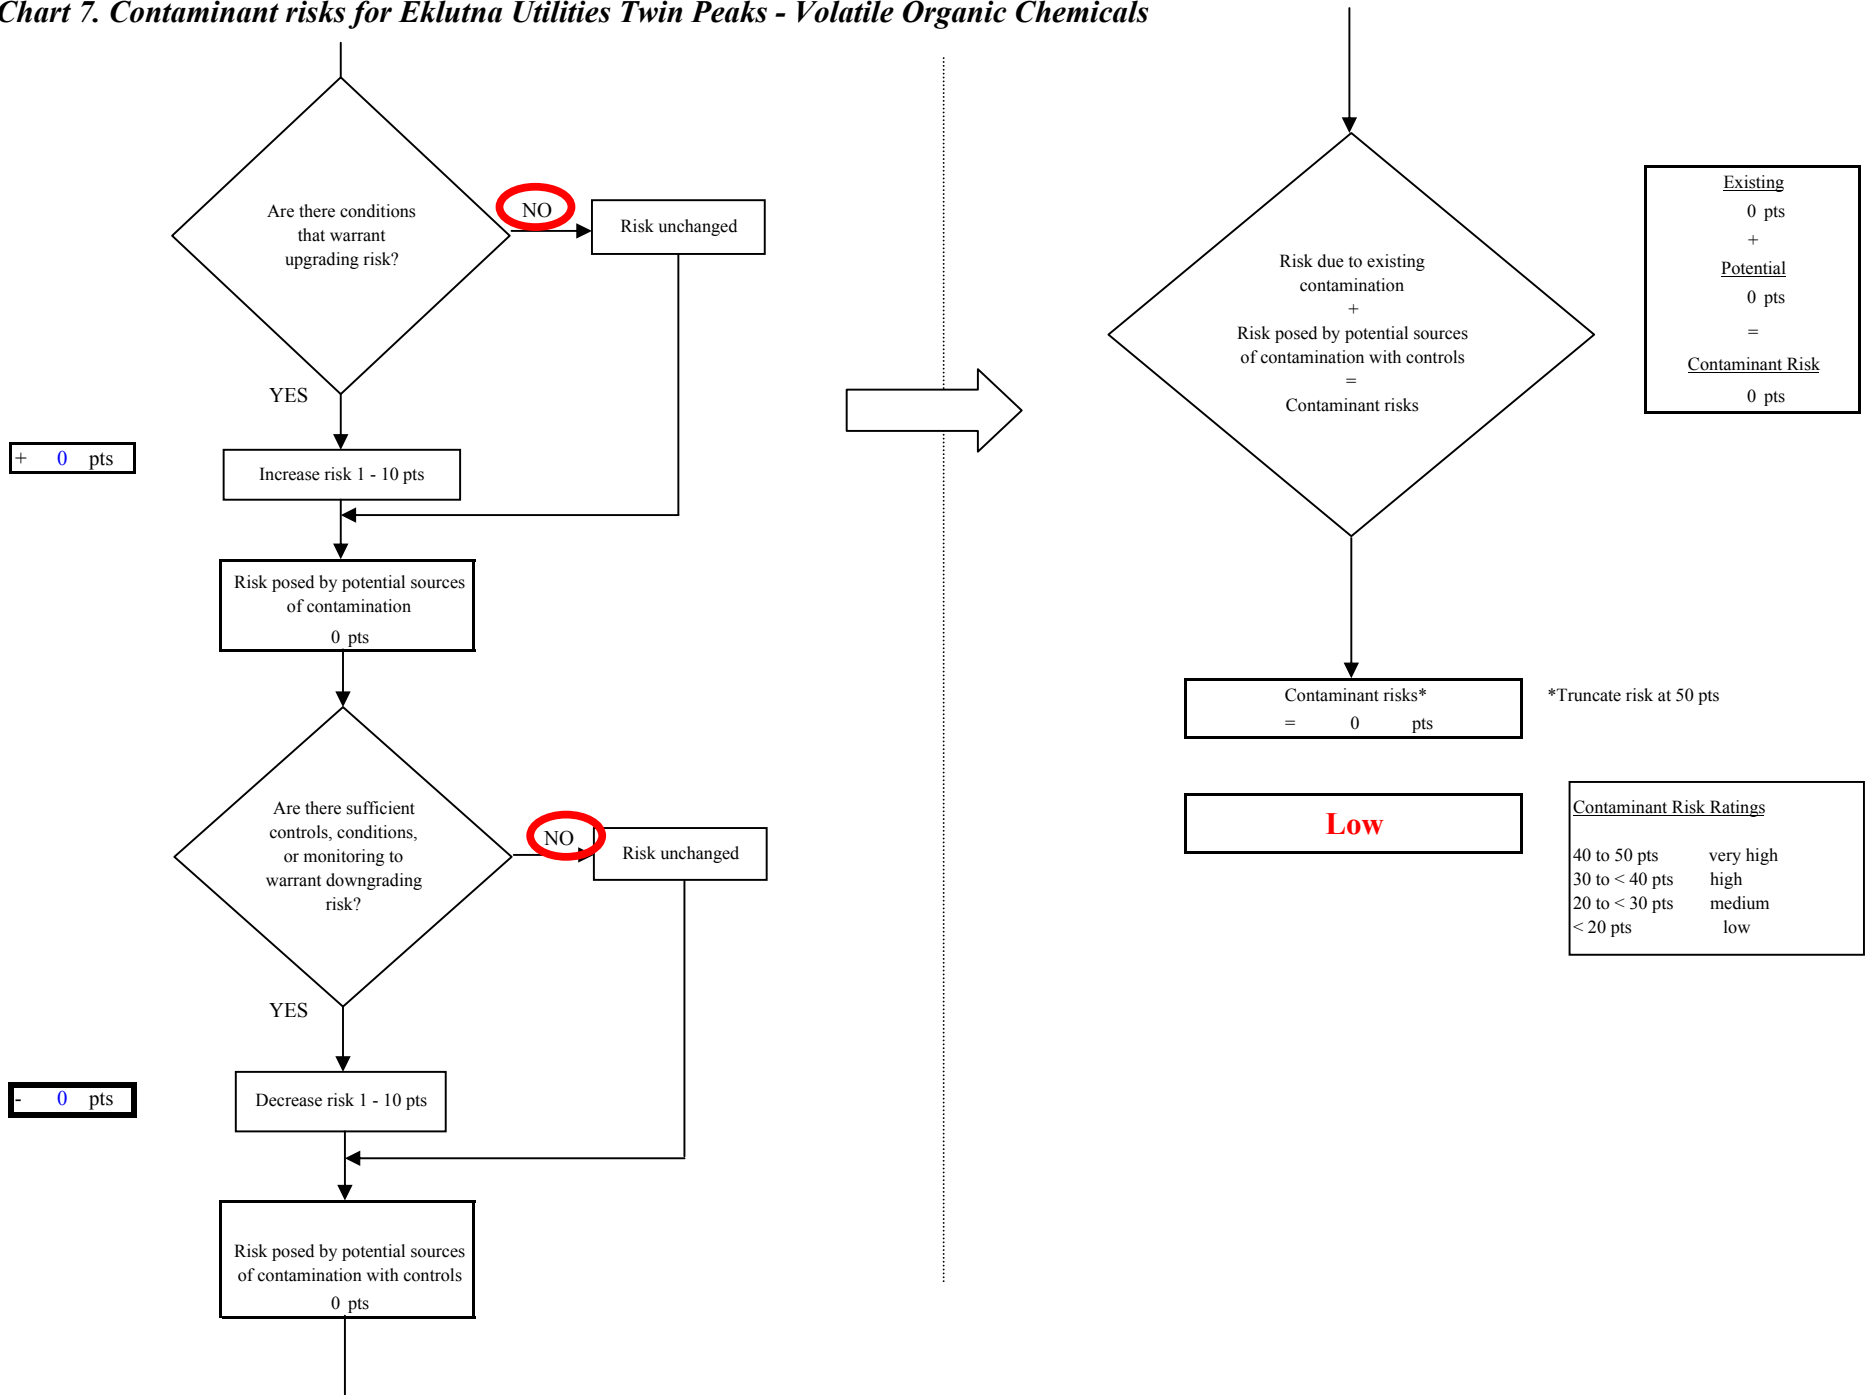 Chart 7. Contaminant risks for Eklutna Utilities Twin Peaks - Volatile Organic Chemicals
Are there conditions
that warrant
upgrading risk?
NO
Risk unchanged
YES
+ 0 pts
Increase risk 1 - 10 pts
Risk posed by potential sources
of contamination
0 pts
Are there sufficient
controls, conditions,
or monitoring to
warrant downgrading
risk?
NO
Risk unchanged
YES
- 0 pts
Decrease risk 1 - 10 pts
Risk posed by potential sources
of contamination with controls
0 pts
Risk due to existing
contamination
+
Risk posed by potential sources
of contamination with controls
=
Contaminant risks
Existing
0 pts
+
Potential
0 pts
=
Contaminant Risk
0 pts
Contaminant risks*
= 0 pts
*Truncate risk at 50 pts
Low
Contaminant Risk Ratings
40 to 50 pts very high
30 to < 40 pts high
20 to < 30 pts medium
< 20 pts low